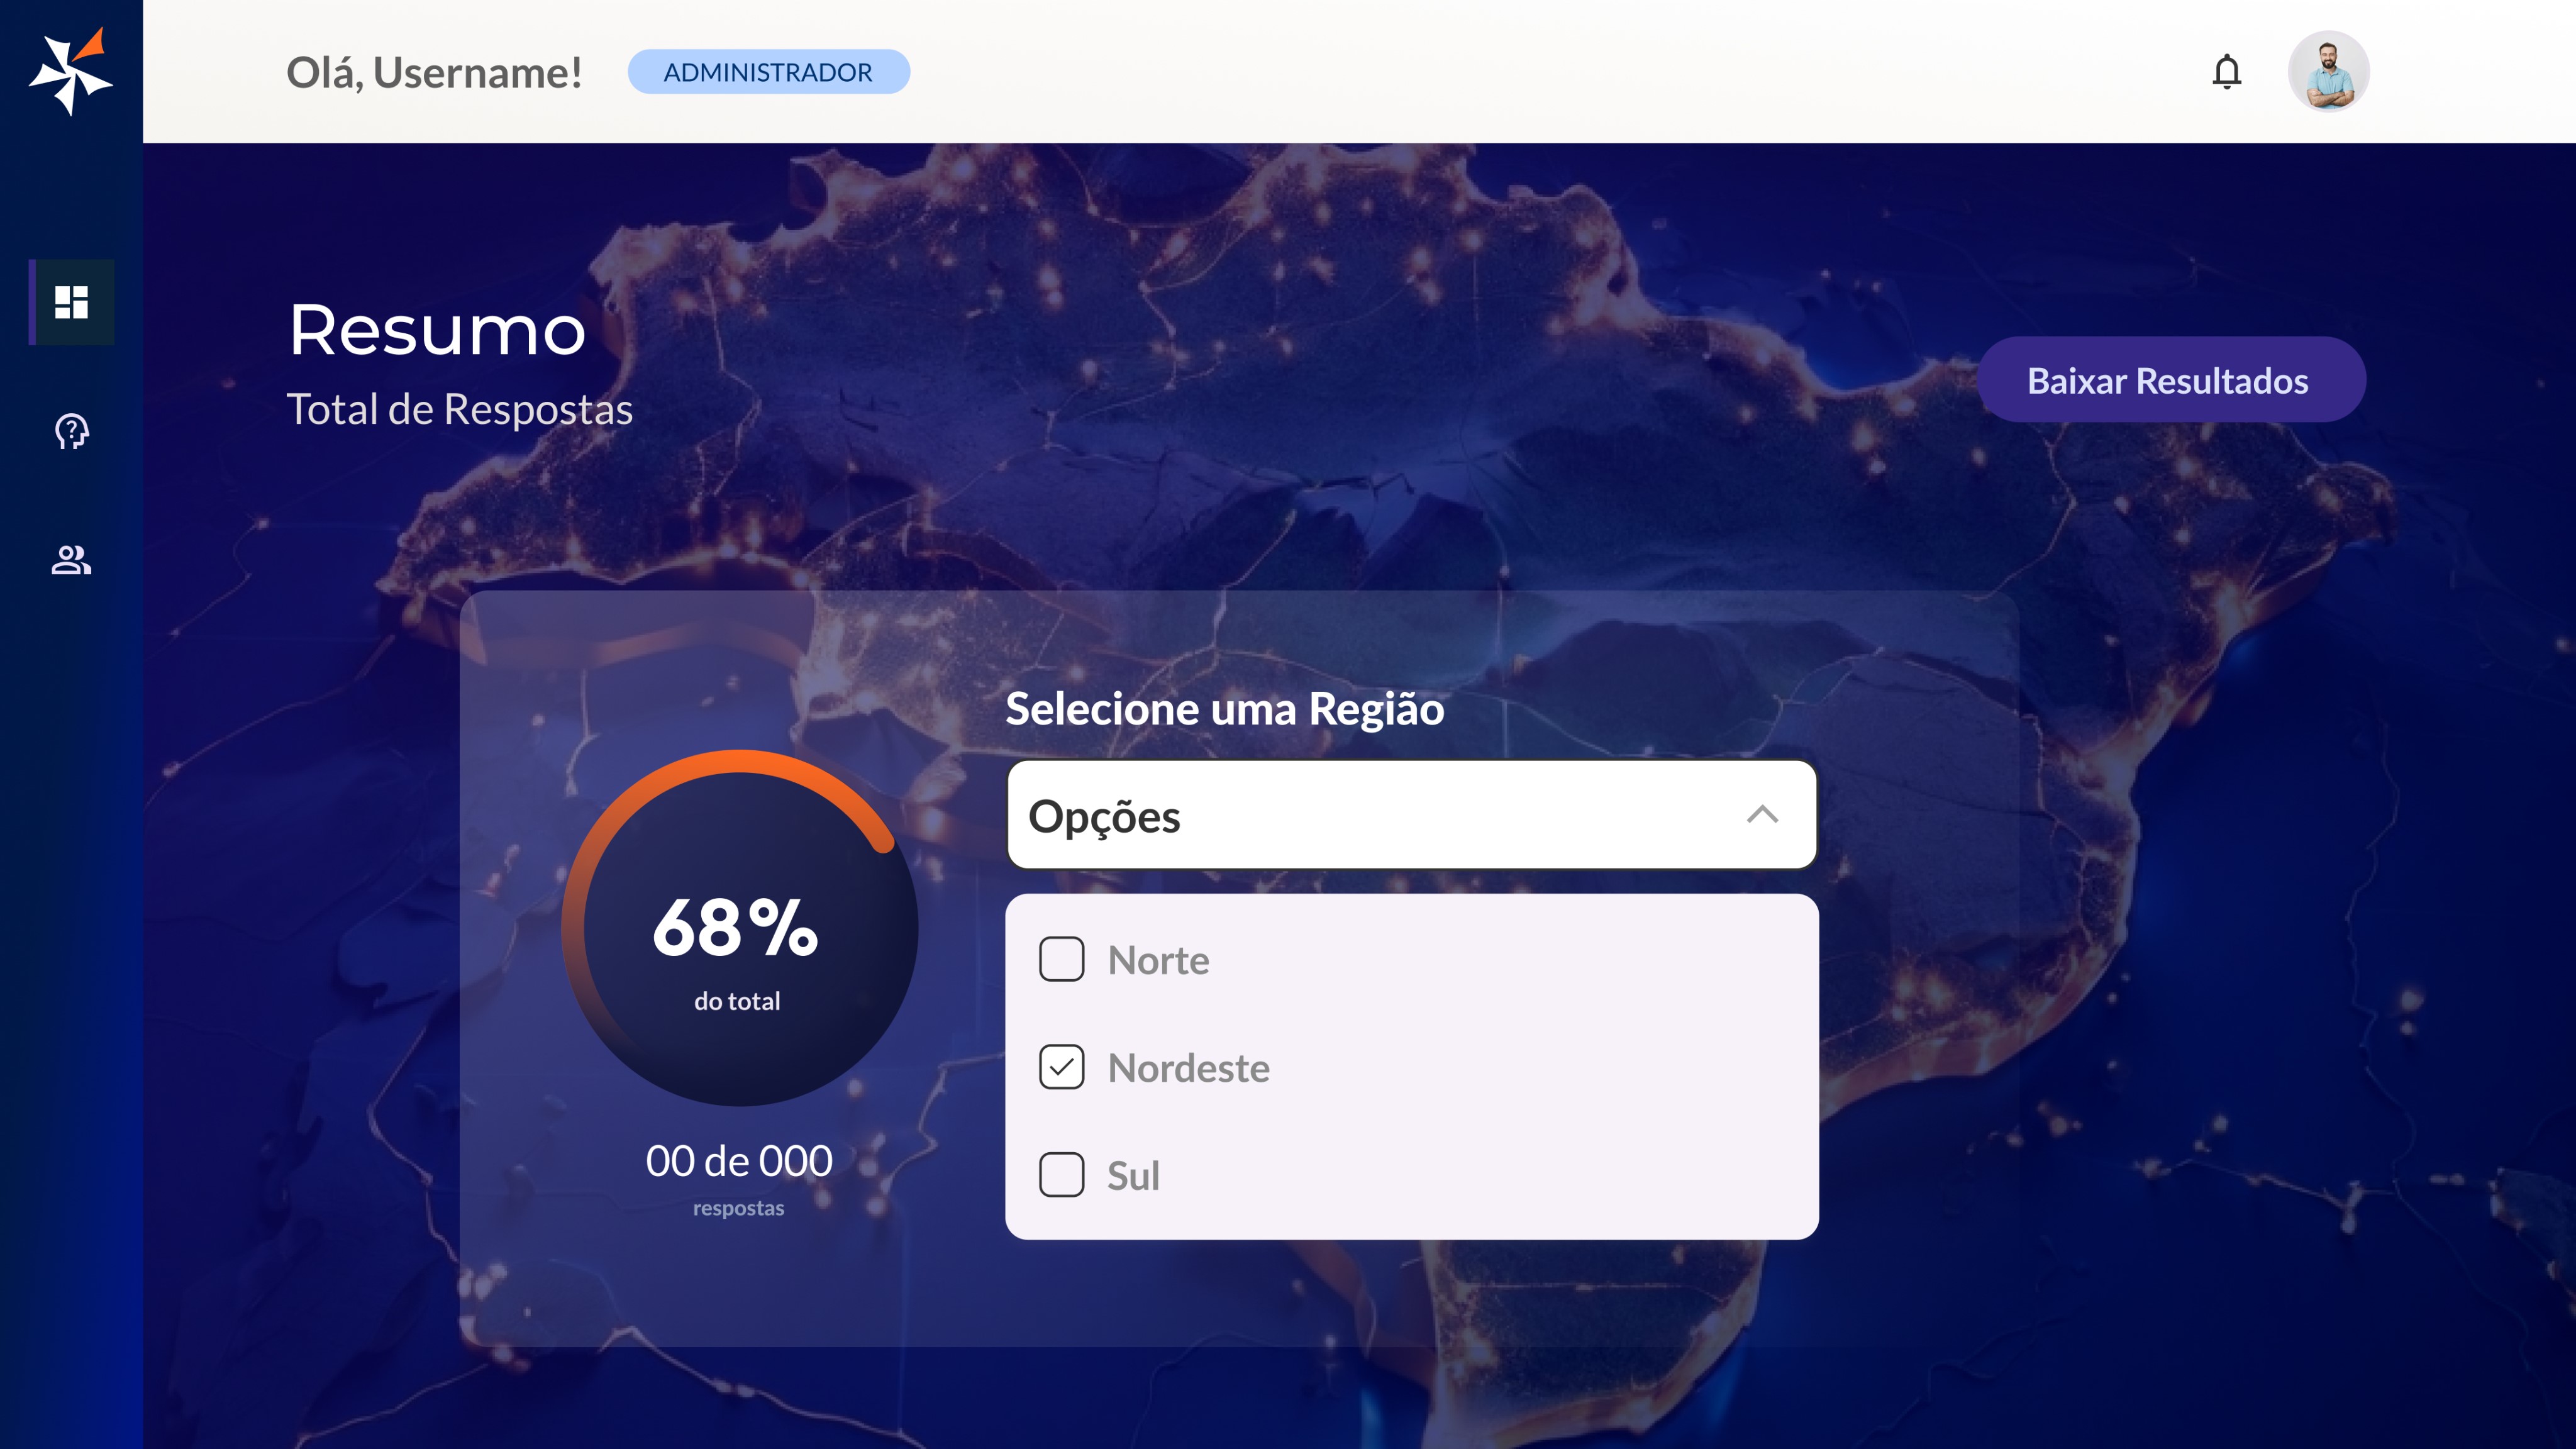 Olá, Username!
ADMINISTRADOR
Resumo
Total de Respostas
Baixar Resultados
Selecione uma Região
Opções
Norte
Nordeste
Sul
68%
do total
00 de 000
respostas